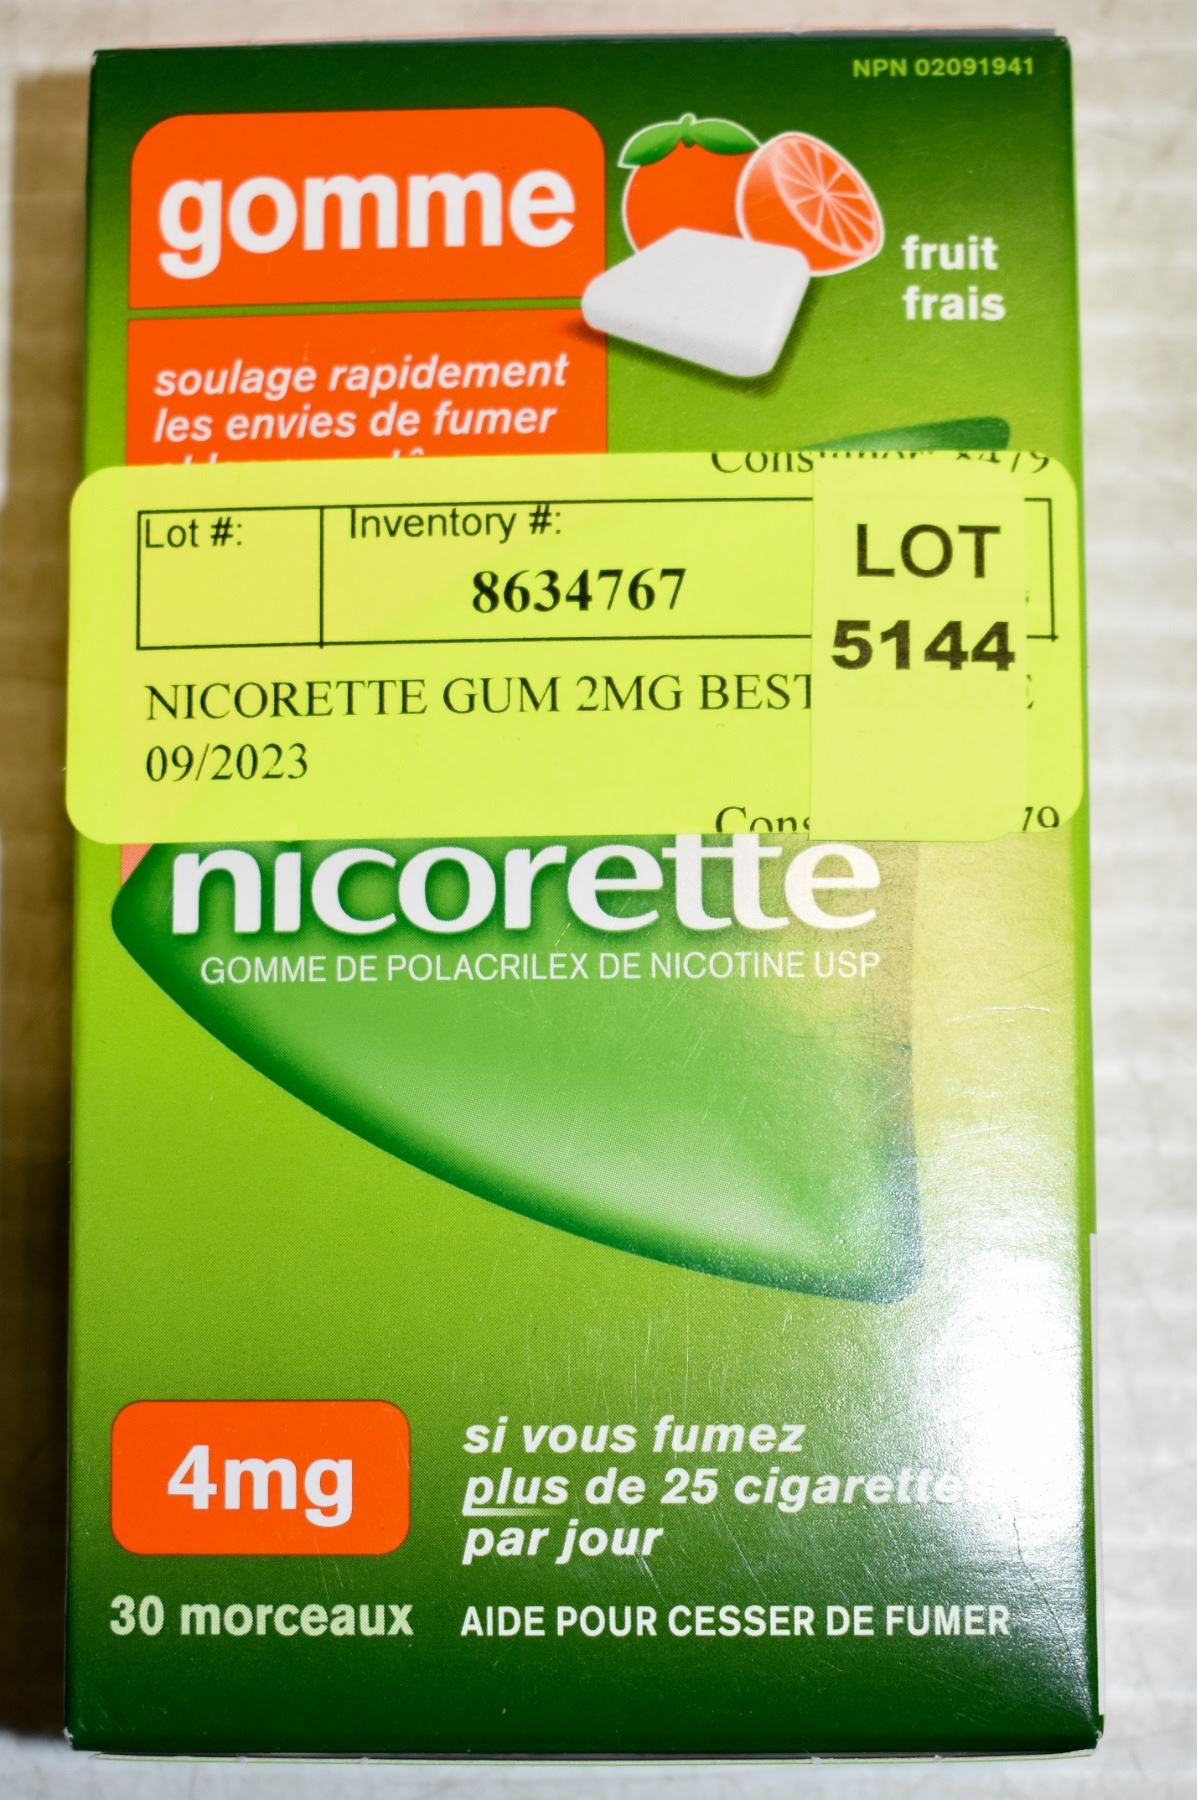 NPN 02091941
gomme
fruit
frais
soulage rapidement
les envies de fumer
Lot #:
Inventory #:
8634767
LOT
5144
NICORETTE GUM 2MG BEST
09/2023
nicorette
GOMME DE POLACRILEX DE NICOTINE USP
4mg
si vous fumez
plus de 25 cigarettes
par jour
30 morceaux
AIDE POUR CESSER DE FUMER